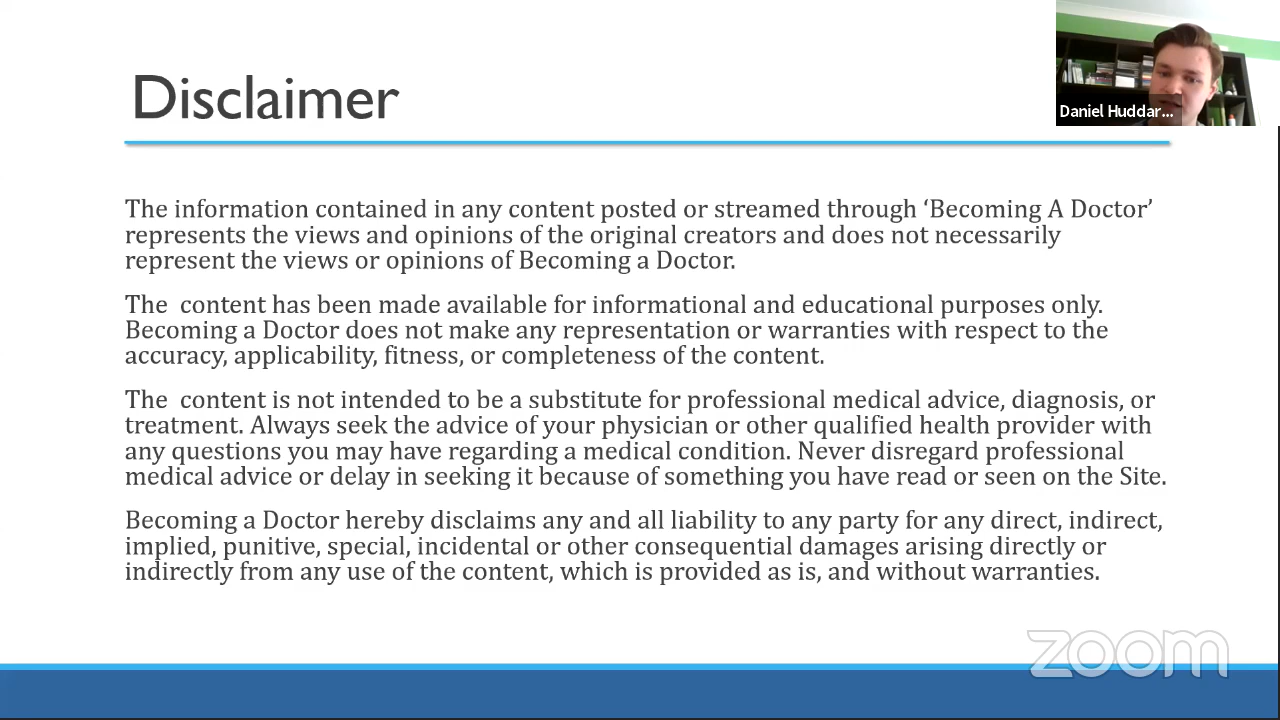 Disclaimer
Daniel Huddar...
The information contained in any content posted or streamed through ‘Becoming A Doctor’
represents the views and opinions of the original creators and does not necessarily
represent the views or opinions of Becoming a Doctor.
The  content has been made available for informational and educational purposes only.
Becoming a Doctor does not make any representation or warranties with respect to the
accuracy, applicability, fitness, or completeness of the content.
The  content is not intended to be a substitute for professional medical advice, diagnosis, or
treatment. Always seek the advice of your physician or other qualified health provider with
any questions you may have regarding a medical condition. Never disregard professional
medical advice or delay in seeking it because of something you have read or seen on the Site.
Becoming a Doctor hereby disclaims any and all liability to any party for any direct, indirect,
implied, punitive, special, incidental or other consequential damages arising directly or
indirectly from any use of the content, which is provided as is, and without warranties.
zoom